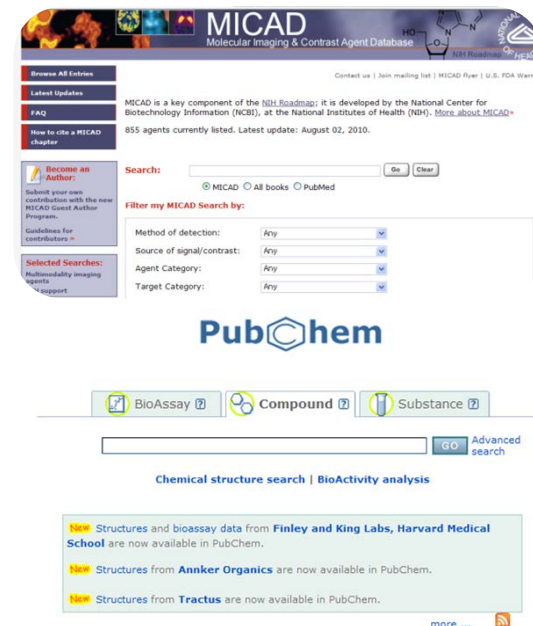 MICAD
Molecular Imaging & Contrast Agent Database
HO
NIH Roadmap
Browse All Entries
Latest Updates
FAQ
How to cite a MICAD
chapter
Contact us | Join mailing list | MICAD flyer | U.S. FDA Warn
MICAD is a key component of the NIH Roadmap; it is developed by the National Center for
Biotechnology Information (NCBI), at the National Institutes of Health (NIH). More about MICAD»
855 agents currently listed. Latest update: August 02, 2010.
Become an
Author:
Submit your own
contribution with the new
MICAD Guest Author
Program.
Guidelines for
contributors »
Selected Searches:
Multimodality imaging
agents
support
Search:
Go Clear
MICAD All books PubMed
Filter my MICAD Search by:
Method of detection: Any
Source of signal/contrast: Any
Agent Category: Any
Target Category: Any
PubChem
BioAssay ? Compound ? Substance ?
GO Advanced
search
Chemical structure search | BioActivity analysis
New Structures and bioassay data from Finley and King Labs, Harvard Medical
School are now available in PubChem.
New Structures from Annker Organics are now available in PubChem.
New Structures from Tractus are now available in PubChem.
more ...